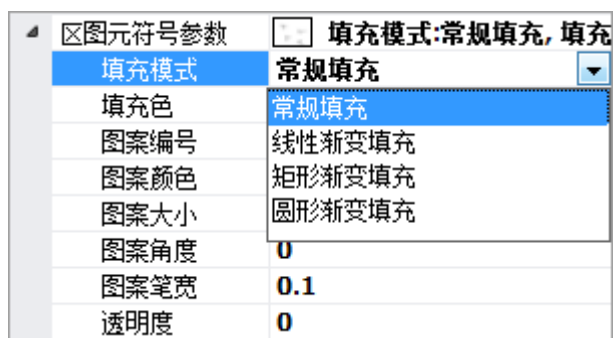 区图元符号参数 填充模式:常规填充, 填充
填充模式 常规填充
填充色 常规填充
图案编号 线性渐变填充
图案颜色 矩形渐变填充
图案大小 圆形渐变填充
图案角度 0
图案笔宽 0.1
透明度 0